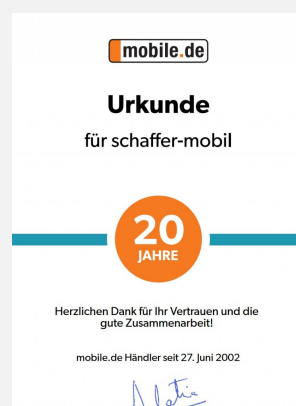 mobile.de
Urkunde
für schaffer-mobil
20
JAHRE
Herzlichen Dank für Ihr Vertrauen und die
gute Zusammenarbeit!
mobile.de Händler seit 27. Juni 2002